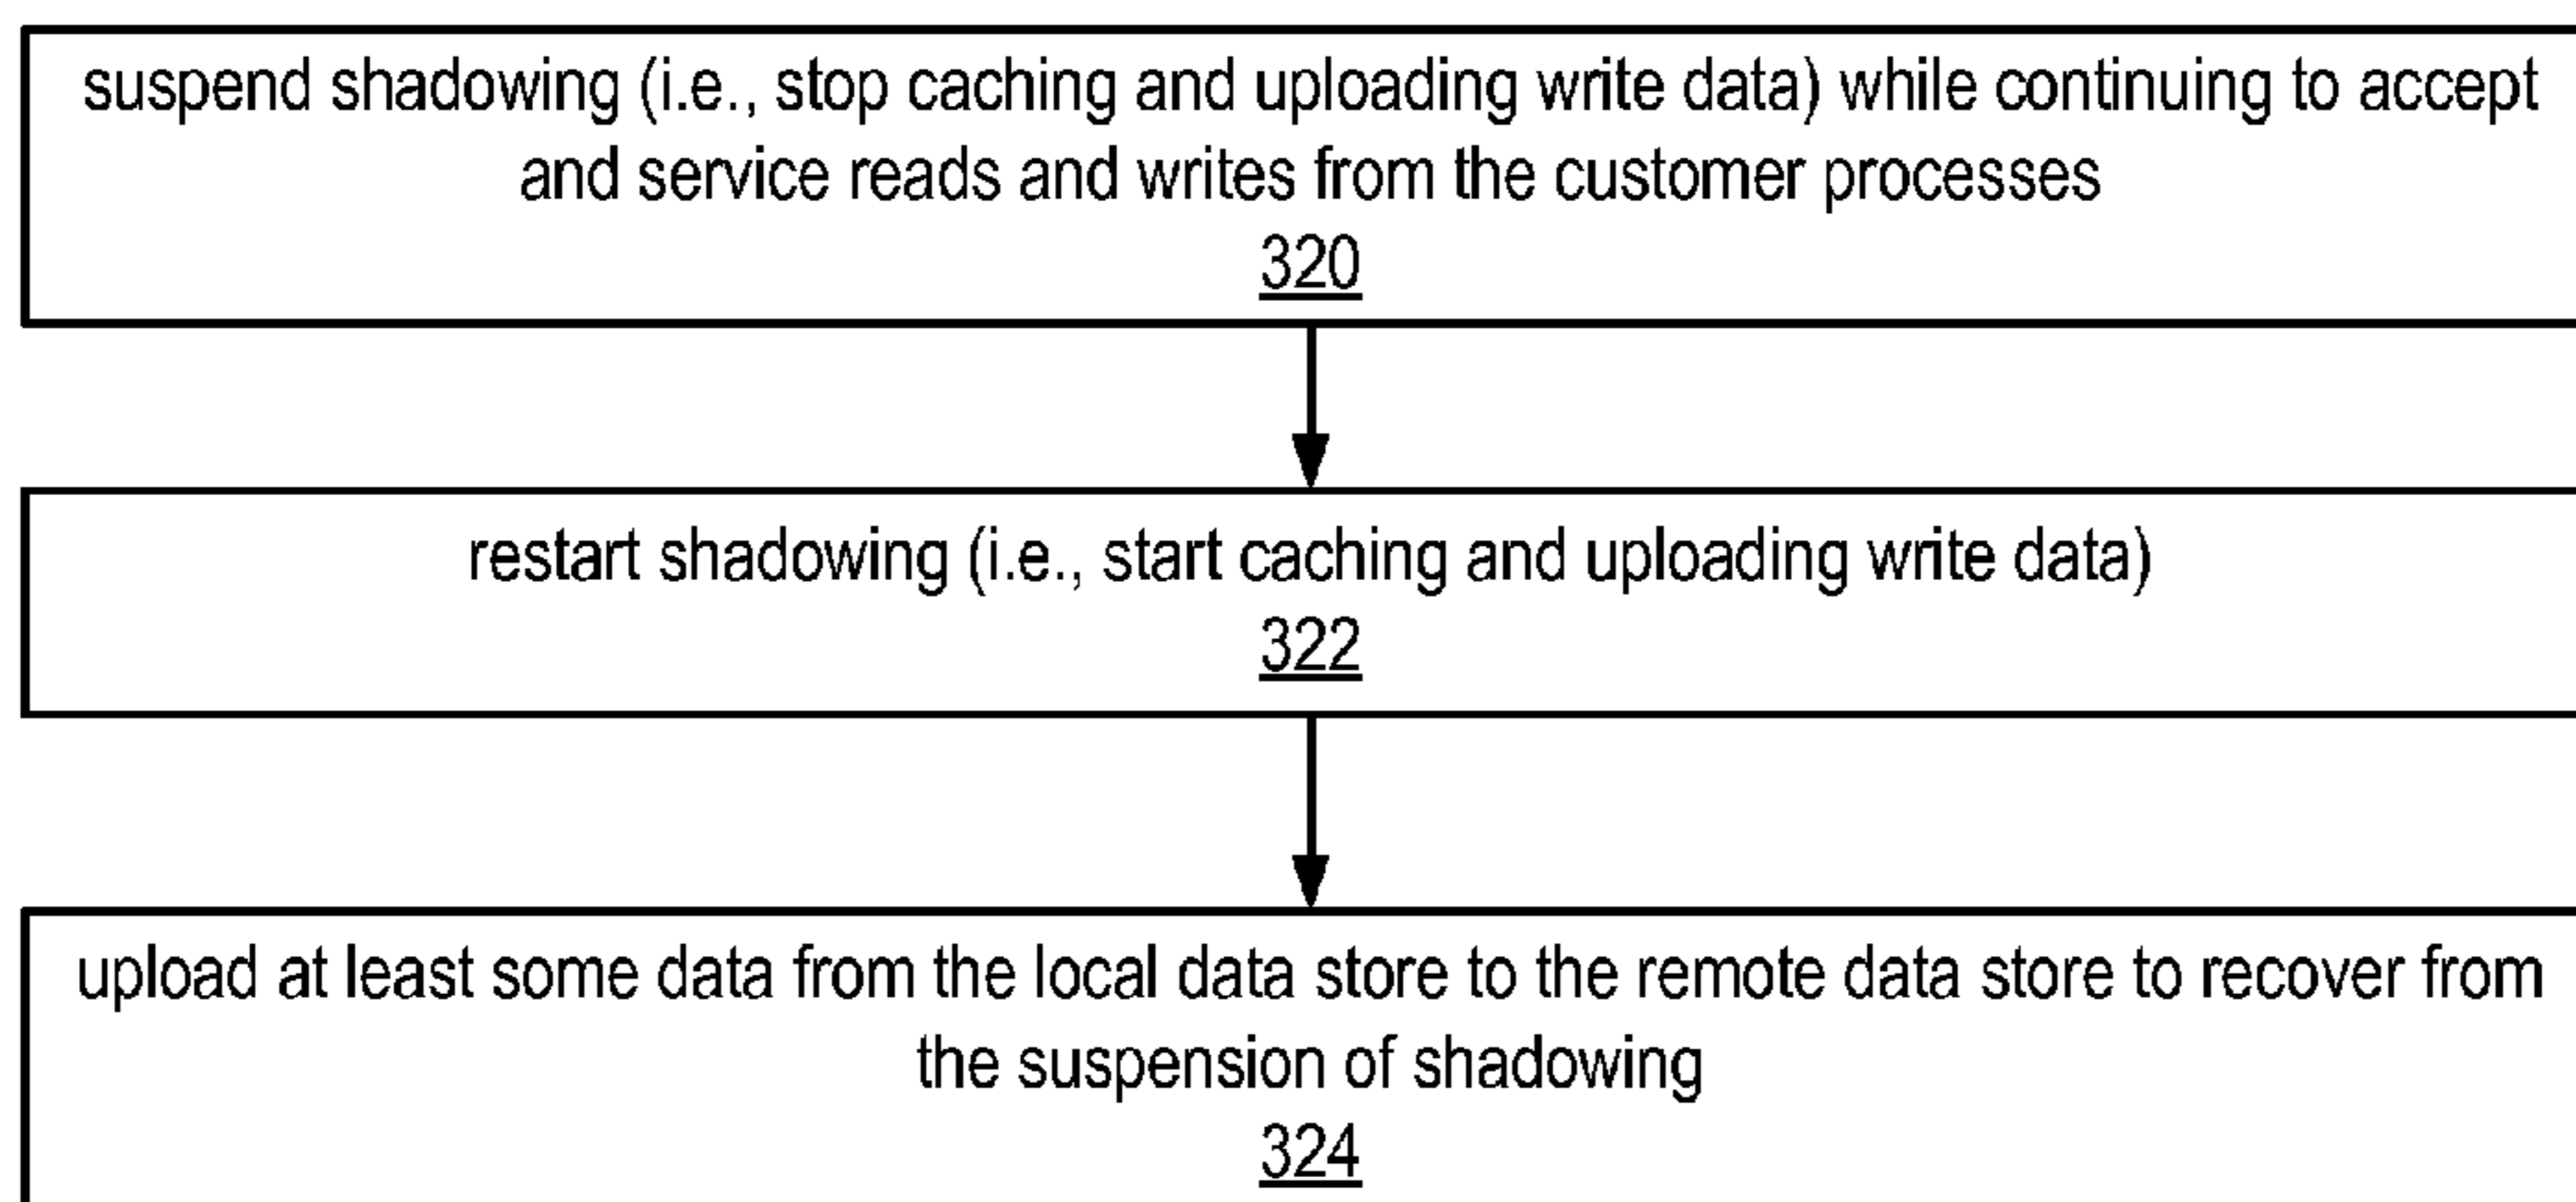 suspend shadowing (i.e., stop caching and uploading write data) while continuing to accept
and service reads and writes from the customer processes
320
restart shadowing (i.e., start caching and uploading write data)
322
upload at least some data from the local data store to the remote data store to recover from
the suspension of shadowing
324